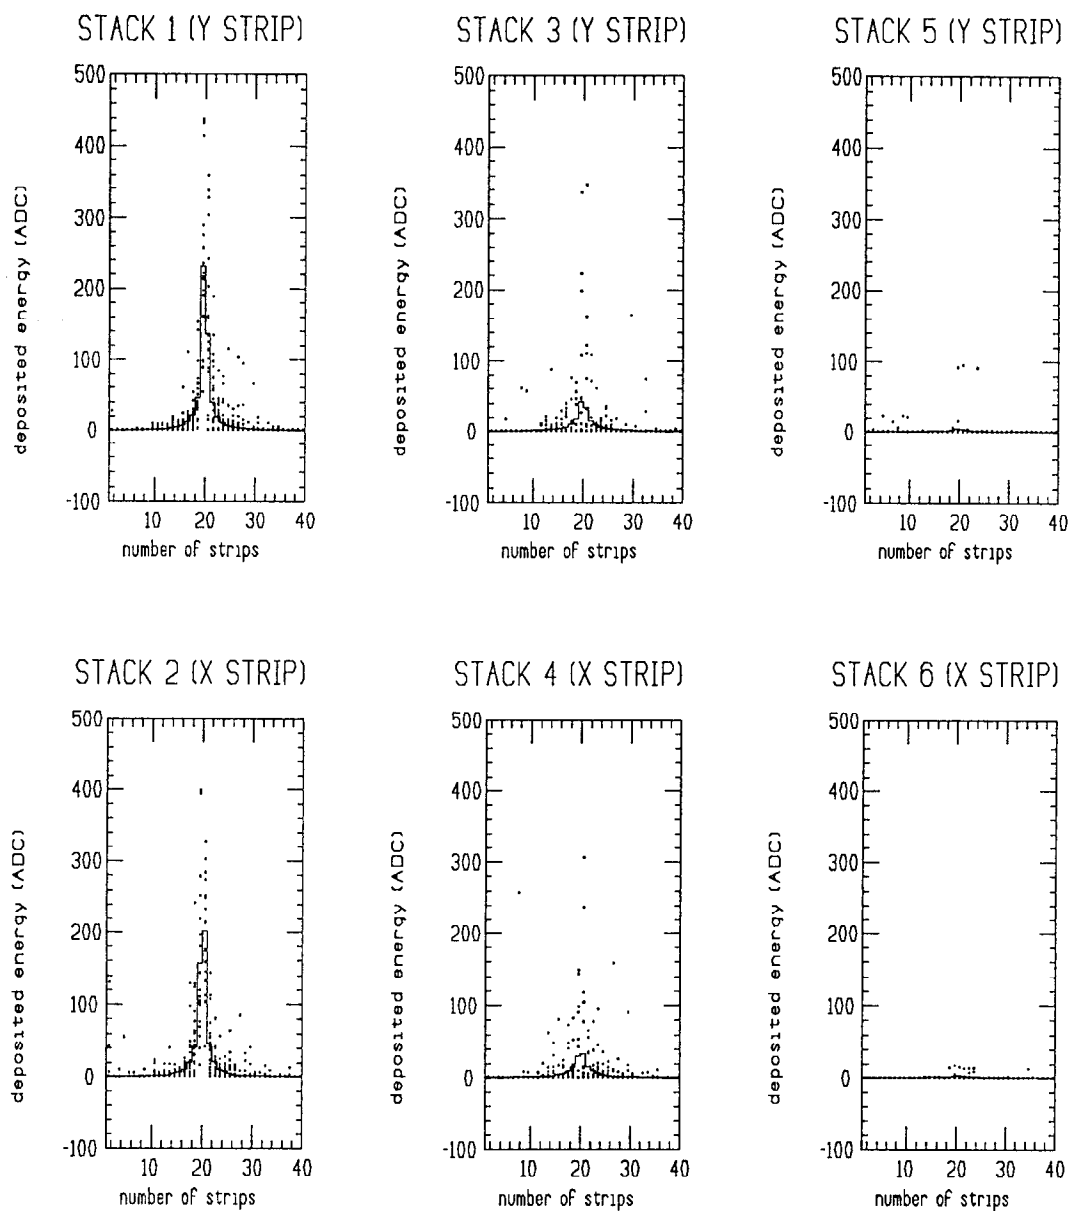 STACK 1 (Y STRIP)
500
400
300
200
100
0
-100
deposited energy (ADC)
10 20 30 40
number of strips
STACK 3 (Y STRIP)
500
400
300
200
100
0
-100
deposited energy (ADC)
10 20 30 40
number of strips
STACK 5 (Y STRIP)
500
400
300
200
100
0
-100
deposited energy (ADC)
10 20 30 40
number of strips
STACK 2 (X STRIP)
500
400
300
200
100
0
-100
deposited energy (ADC)
10 20 30 40
number of strips
STACK 4 (X STRIP)
500
400
300
200
100
0
-100
deposited energy (ADC)
10 20 30 40
number of strips
STACK 6 (X STRIP)
500
400
300
200
100
0
-100
deposited energy (ADC)
10 20 30 40
number of strips